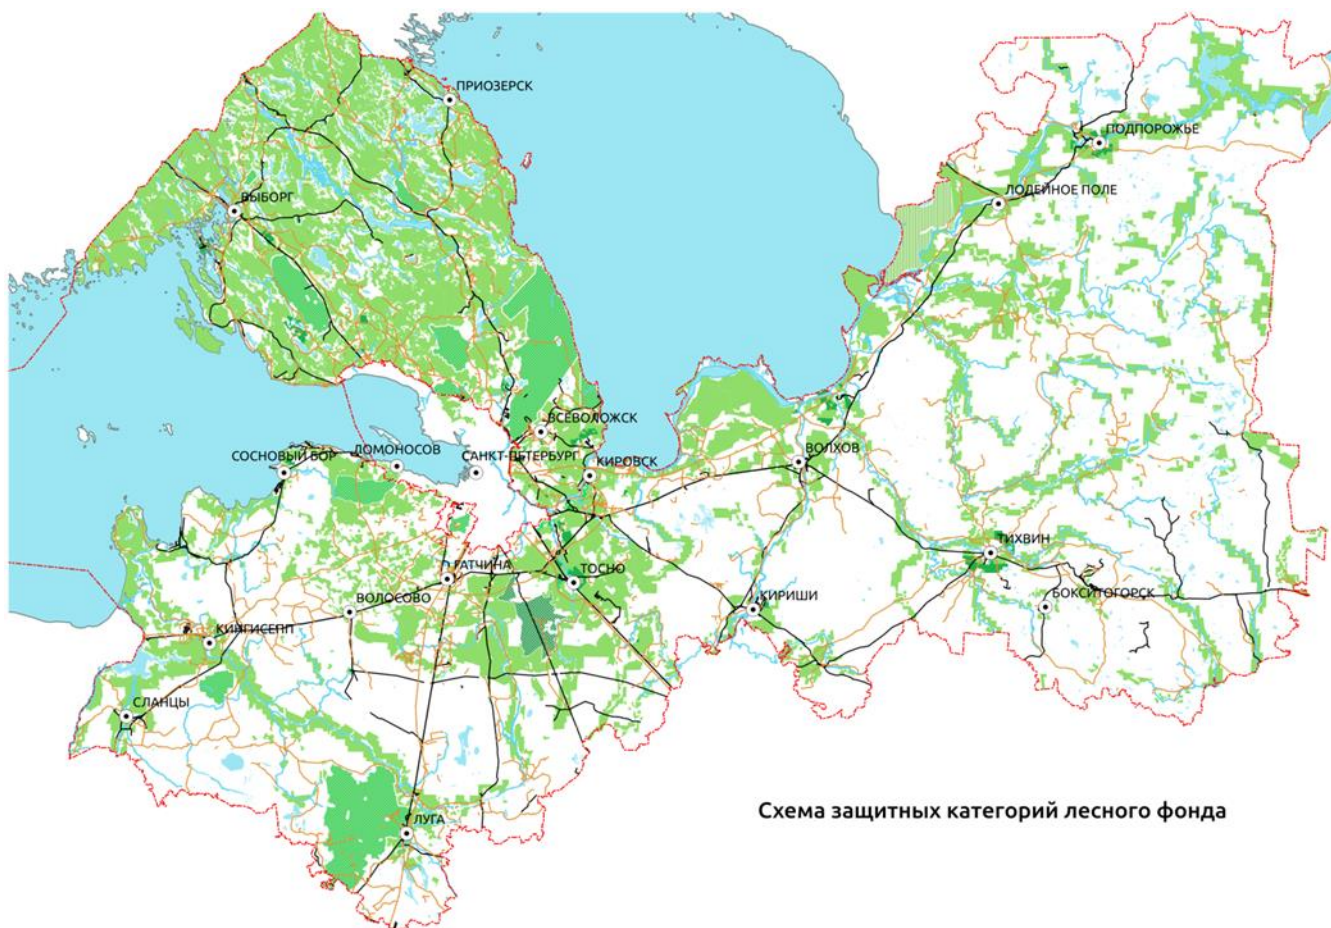 ПРИОЗЕРСК
ПОДПОРОЖЬЕ
ЛОДЕЙНОЕ ПОЛЕ
ВЫБОРГ
ВСЕВОЛОЖСК
СОСНОВЫЙ БОР
ЛОМОНОСОВ
САНКТ-ПЕТЕРБУРГ
КИРОВСК
ВОЛХОВ
ТИХВИН
ГАТЧИНА
ТОСНО
ВОЛОСОВО
КИРИШИ
БОКСИТОГОРСК
КИНГИСЕПП
СЛАНЦЫ
Схема защитных категорий лесного фонда
ЛУГА